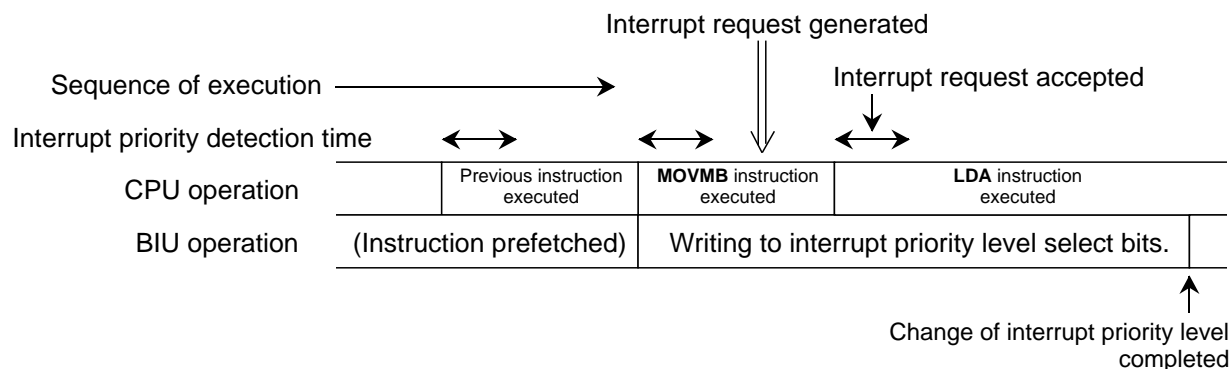 Interrupt request generated
Sequence of execution
Interrupt request accepted
Interrupt priority detection time
CPU operation
Previous instruction
executed
MOVMB instruction
executed
LDA instruction
executed
BIU operation
(Instruction prefetched)
Writing to interrupt priority level select bits.
Change of interrupt priority level
completed